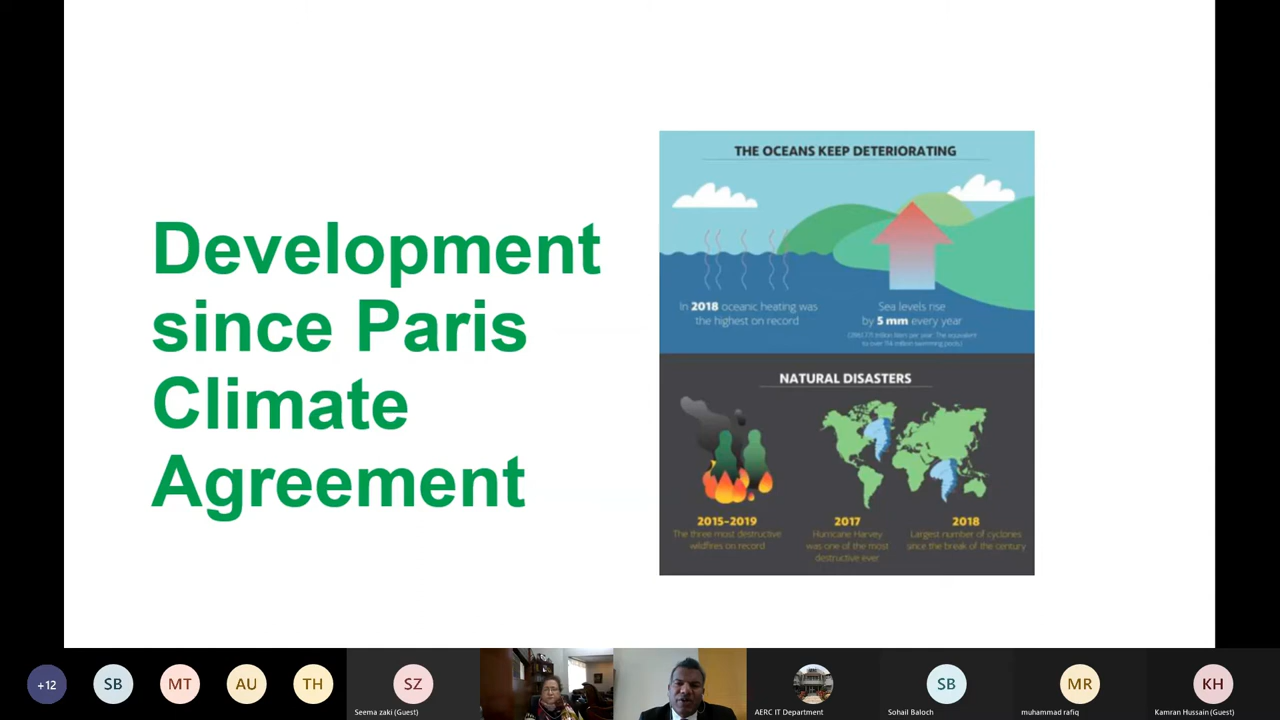 Development
since Paris
Climate
Agreement
THE OCEANS KEEP DETERIORATING
In 2018 oceanic heating was
the highest on record
Sea levels rise
by 5 mm every year
NATURAL DISASTERS
2015-2019
The three most destructive
wildfires on record
2017
Hurricane Harvey
was one of the most
destructive ever
2018
Largest number of cyclones
since the break of the century
+12
SB
MT
AU
TH
SZ
Seema zaki (Guest)
AERC IT Department
SB
Sohail Baloch
MR
muhammad rafiq
KH
Kamran Hussain (Guest)